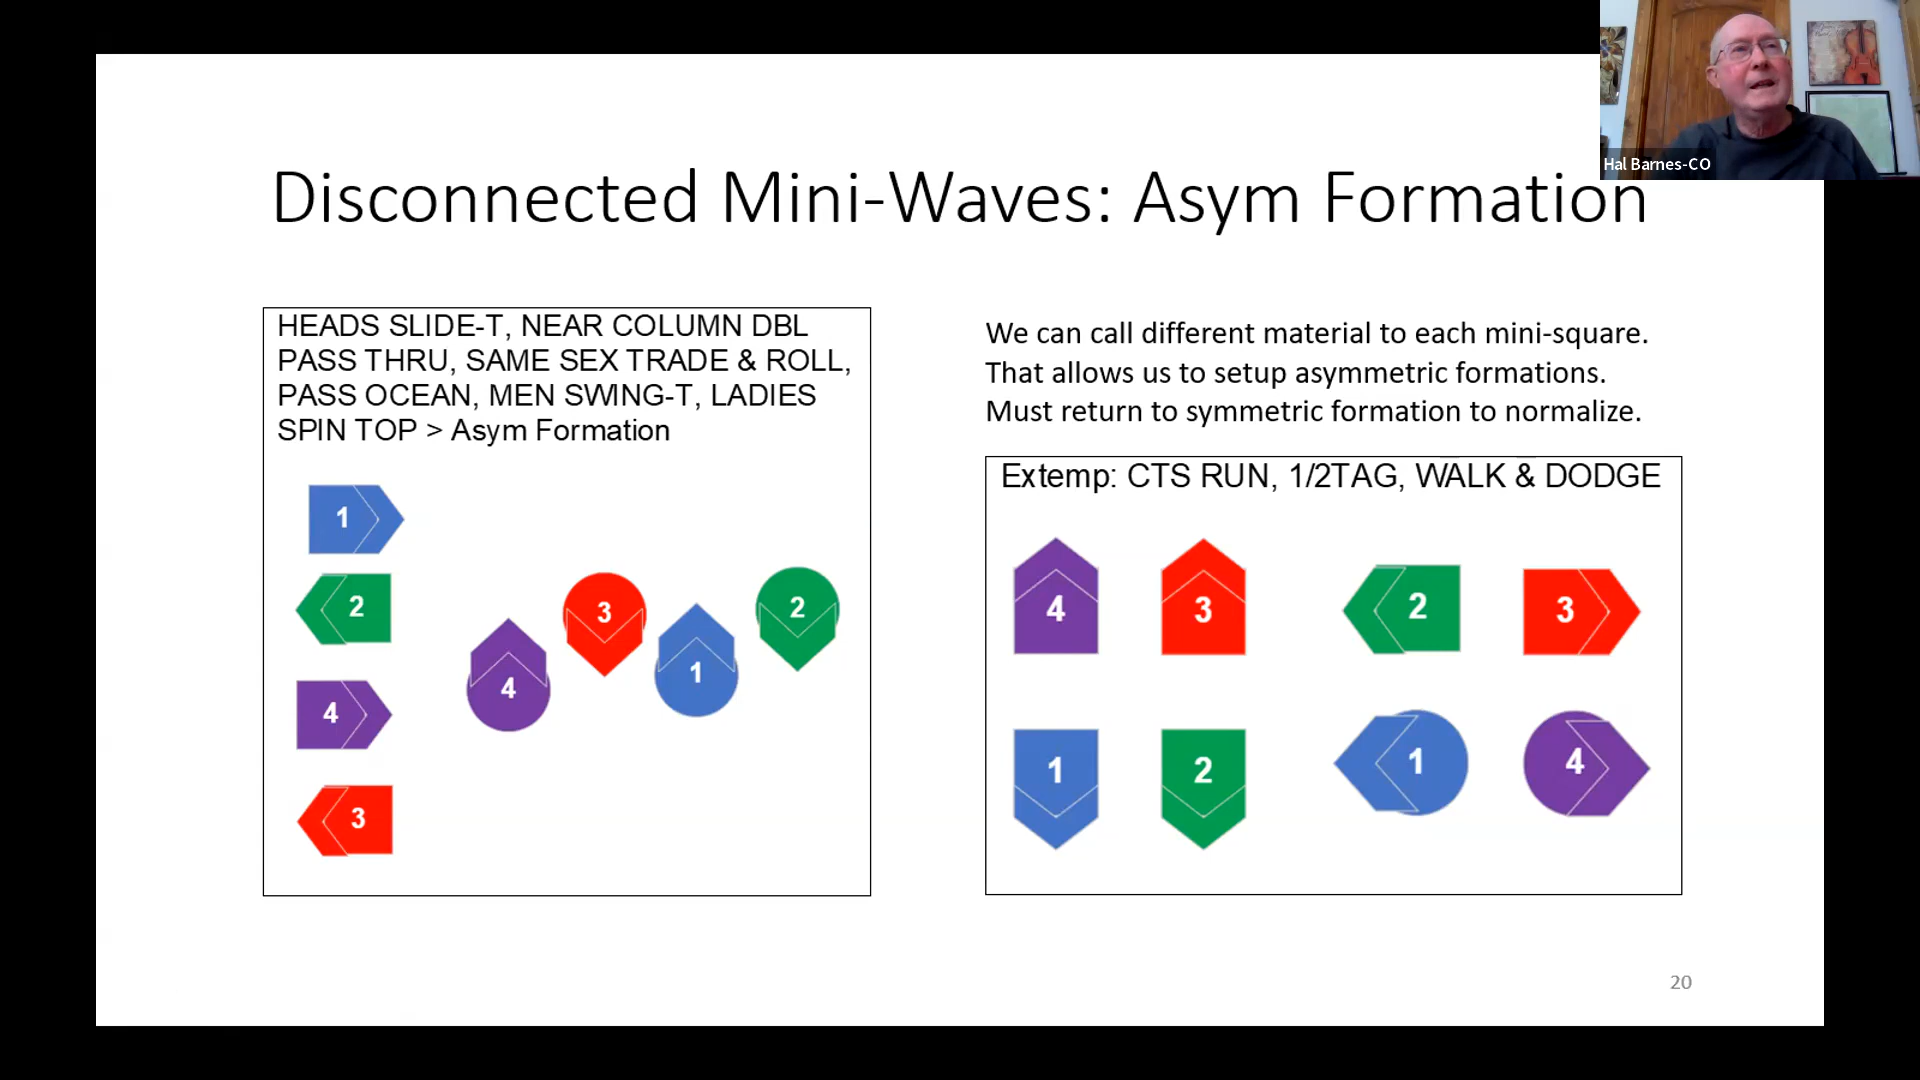 Hal Barnes-CO
Disconnected Mini-Waves: Asym Formation
HEADS SLIDE-T, NEAR COLUMN DBL
PASS THRU, SAME SEX TRADE & ROLL,
PASS OCEAN, MEN SWING-T, LADIES
SPIN TOP > Asym Formation
1
2
4
3
4
3
1
2
We can call different material to each mini-square.
That allows us to setup asymmetric formations.
Must return to symmetric formation to normalize.
Extemp: CTS RUN, 1/2TAG, WALK & DODGE
4 3 2 3
1 2 1 4
20